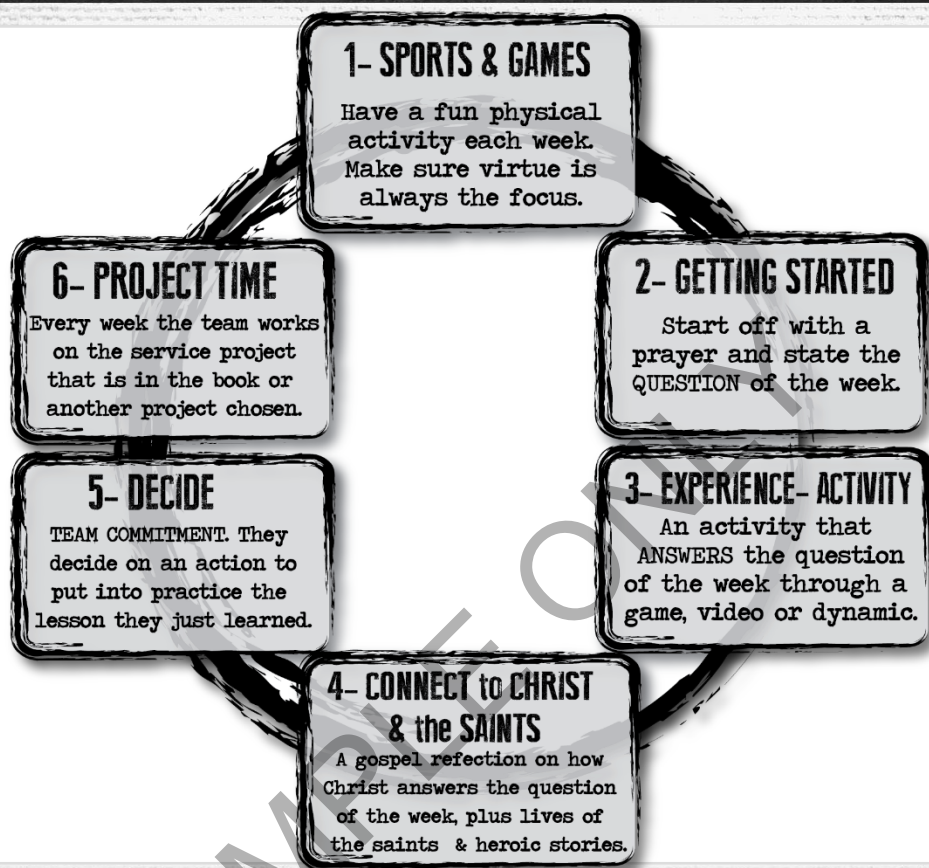 1– SPORTS & GAMES
Have a fun physical
activity each week.
Make sure virtue is
always the focus.
2– GETTING STARTED
Start off with a
prayer and state the
QUESTION of the week.
3– EXPERIENCE– ACTIVITY
An activity that
ANSWERS the question
of the week through a
game, video or dynamic.
4– CONNECT to CHRIST
& the SAINTS
A gospel refection on how
Christ answers the question
of the week, plus lives of
the saints & heroic stories.
5– DECIDE
TEAM COMMITMENT. They
decide on an action to
put into practice the
lesson they just learned.
6– PROJECT TIME
Every week the team works
on the service project
that is in the book or
another project chosen.
MPLE ONLY